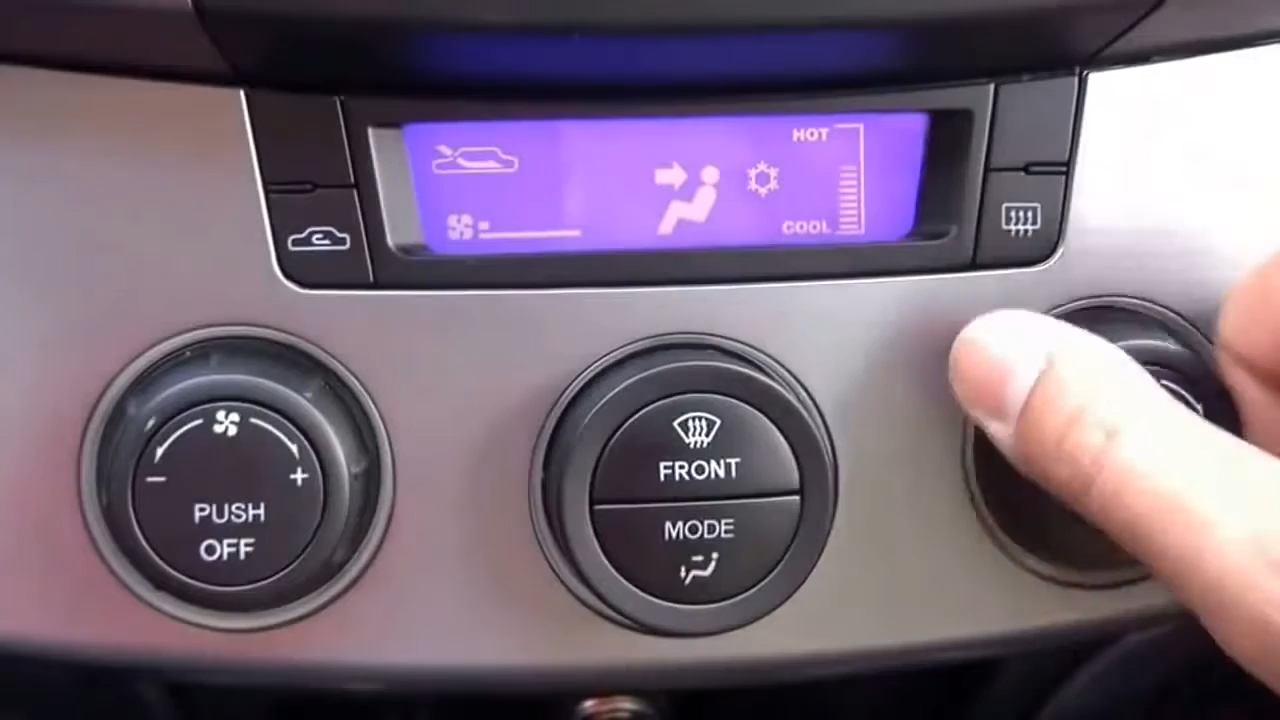 HOT
COOL
− +
PUSH
OFF
FRONT
MODE